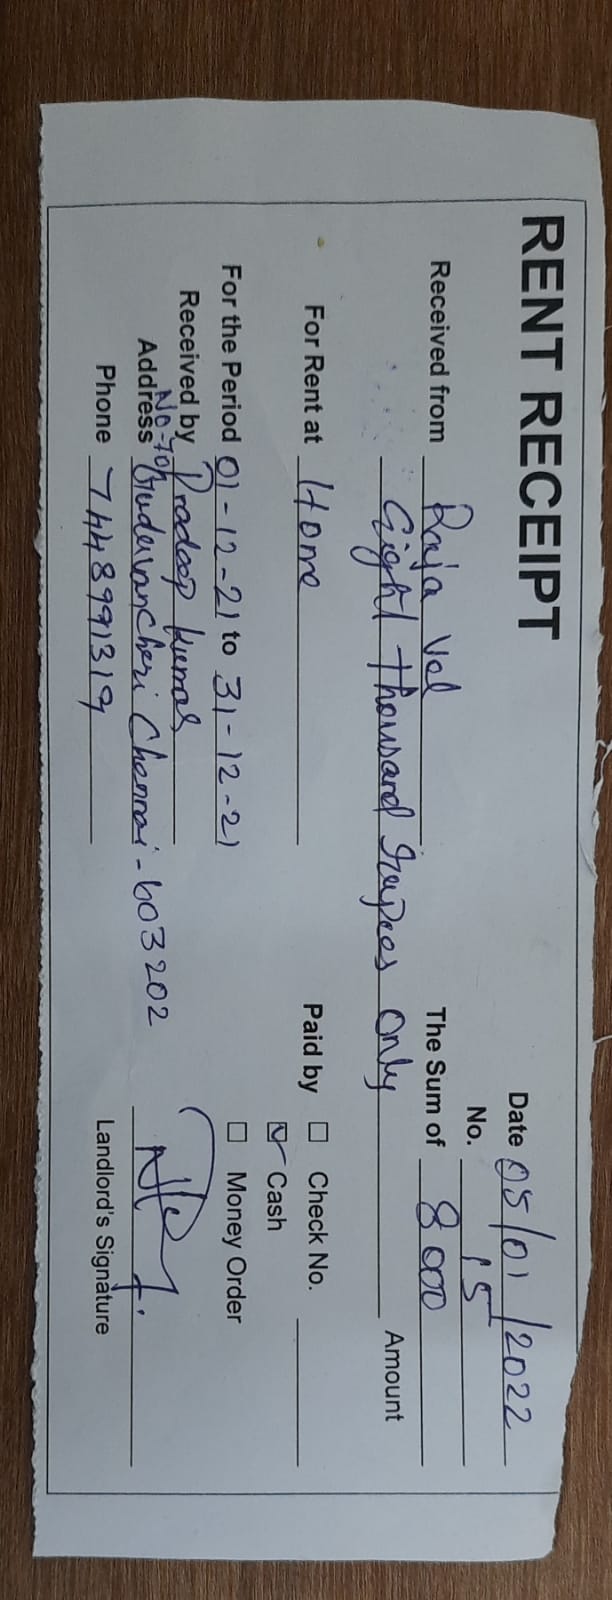 RENT RECEIPT
Date 05/01/2022
No. 15
Received from Raja Vel The Sum of 8000
Eight thousand rupees only Amount
For Rent at Home Paid by ☐ Check No.
☑ Cash
For the Period 01-12-21 to 31-12-21 ☐ Money Order
Received by Pradeep kumar
Address No-70 Guduvancheri Chennai-603202
Phone 7448991319 Landlord's Signature